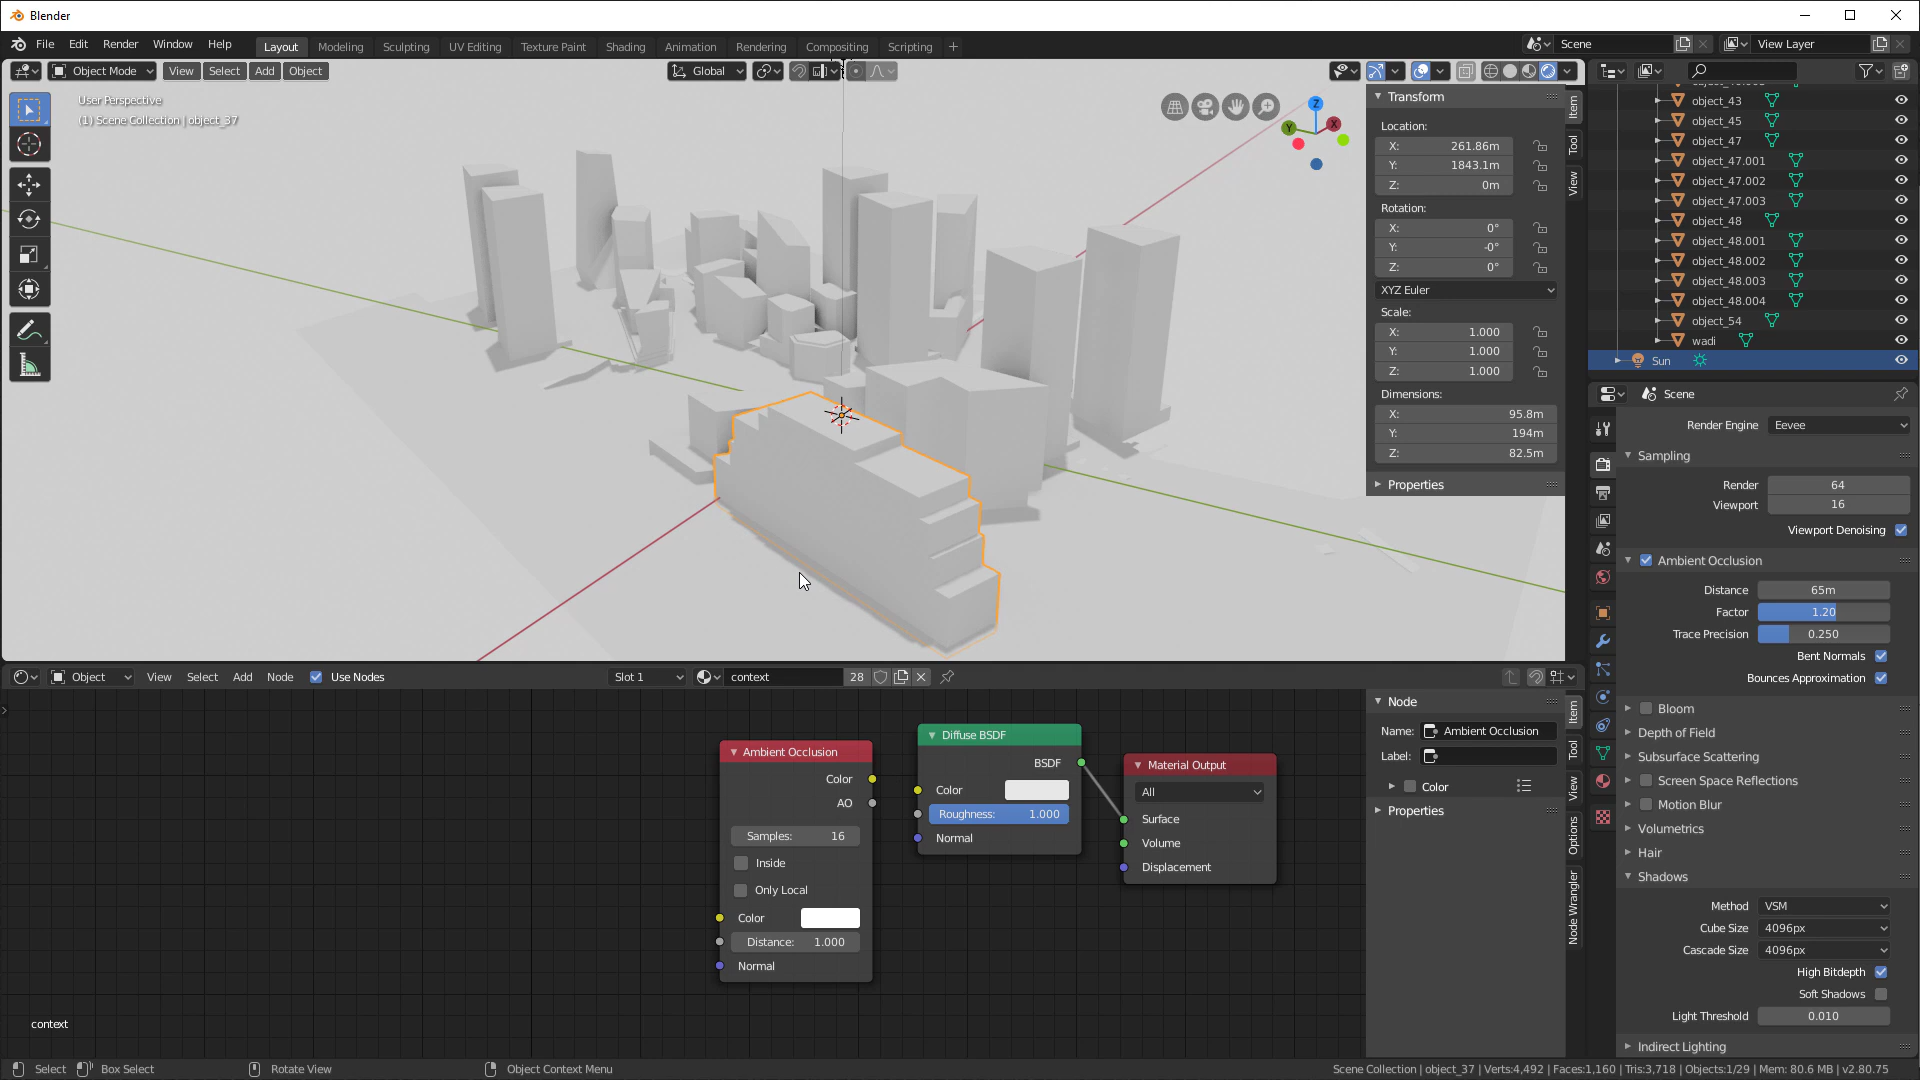 Blender
File Edit Render Window Help
Layout Modeling Sculpting UV Editing Texture Paint Shading Animation Rendering Compositing Scripting +
Scene
View Layer
Object Mode View Select Add Object
Global
User Perspective
(1) Scene Collection | object_37
Z
Y
X
Transform
Location:
X: 261.86m
Y: 1843.1m
Z: 0m
Rotation:
X: 0°
Y: -0°
Z: 0°
XYZ Euler
Scale:
X: 1.000
Y: 1.000
Z: 1.000
Dimensions:
X: 95.8m
Y: 194m
Z: 82.5m
Properties
Item
Tool
View
object_43
object_45
object_47
object_47.001
object_47.002
object_47.003
object_48
object_48.001
object_48.002
object_48.003
object_48.004
object_54
wadi
Sun
Scene
Render Engine Eevee
Sampling
Render 64
Viewport 16
Viewport Denoising
Ambient Occlusion
Distance 65m
Factor 1.20
Trace Precision 0.250
Bent Normals
Bounces Approximation
Bloom
Depth of Field
Subsurface Scattering
Screen Space Reflections
Motion Blur
Volumetrics
Hair
Shadows
Method VSM
Cube Size 4096px
Cascade Size 4096px
High Bitdepth
Soft Shadows
Light Threshold 0.010
Indirect Lighting
Object View Select Add Node Use Nodes
Slot 1
context 28
Ambient Occlusion
Color
AO
Samples: 16
Inside
Only Local
Color
Distance: 1.000
Normal
Diffuse BSDF
BSDF
Color
Roughness: 1.000
Normal
Material Output
All
Surface
Volume
Displacement
Node
Name: Ambient Occlusion
Label:
Color
Properties
Item
Tool
View
Options
Node Wrangler
context
Select Box Select Rotate View Object Context Menu
Scene Collection | object_37 | Verts:4,492 | Faces:1,160 | Tris:3,718 | Objects:1/29 | Mem: 80.6 MB | v2.80.75